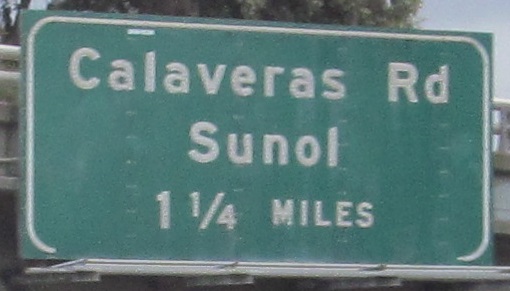 Calaveras Rd
Sunol
1 1/4 MILES